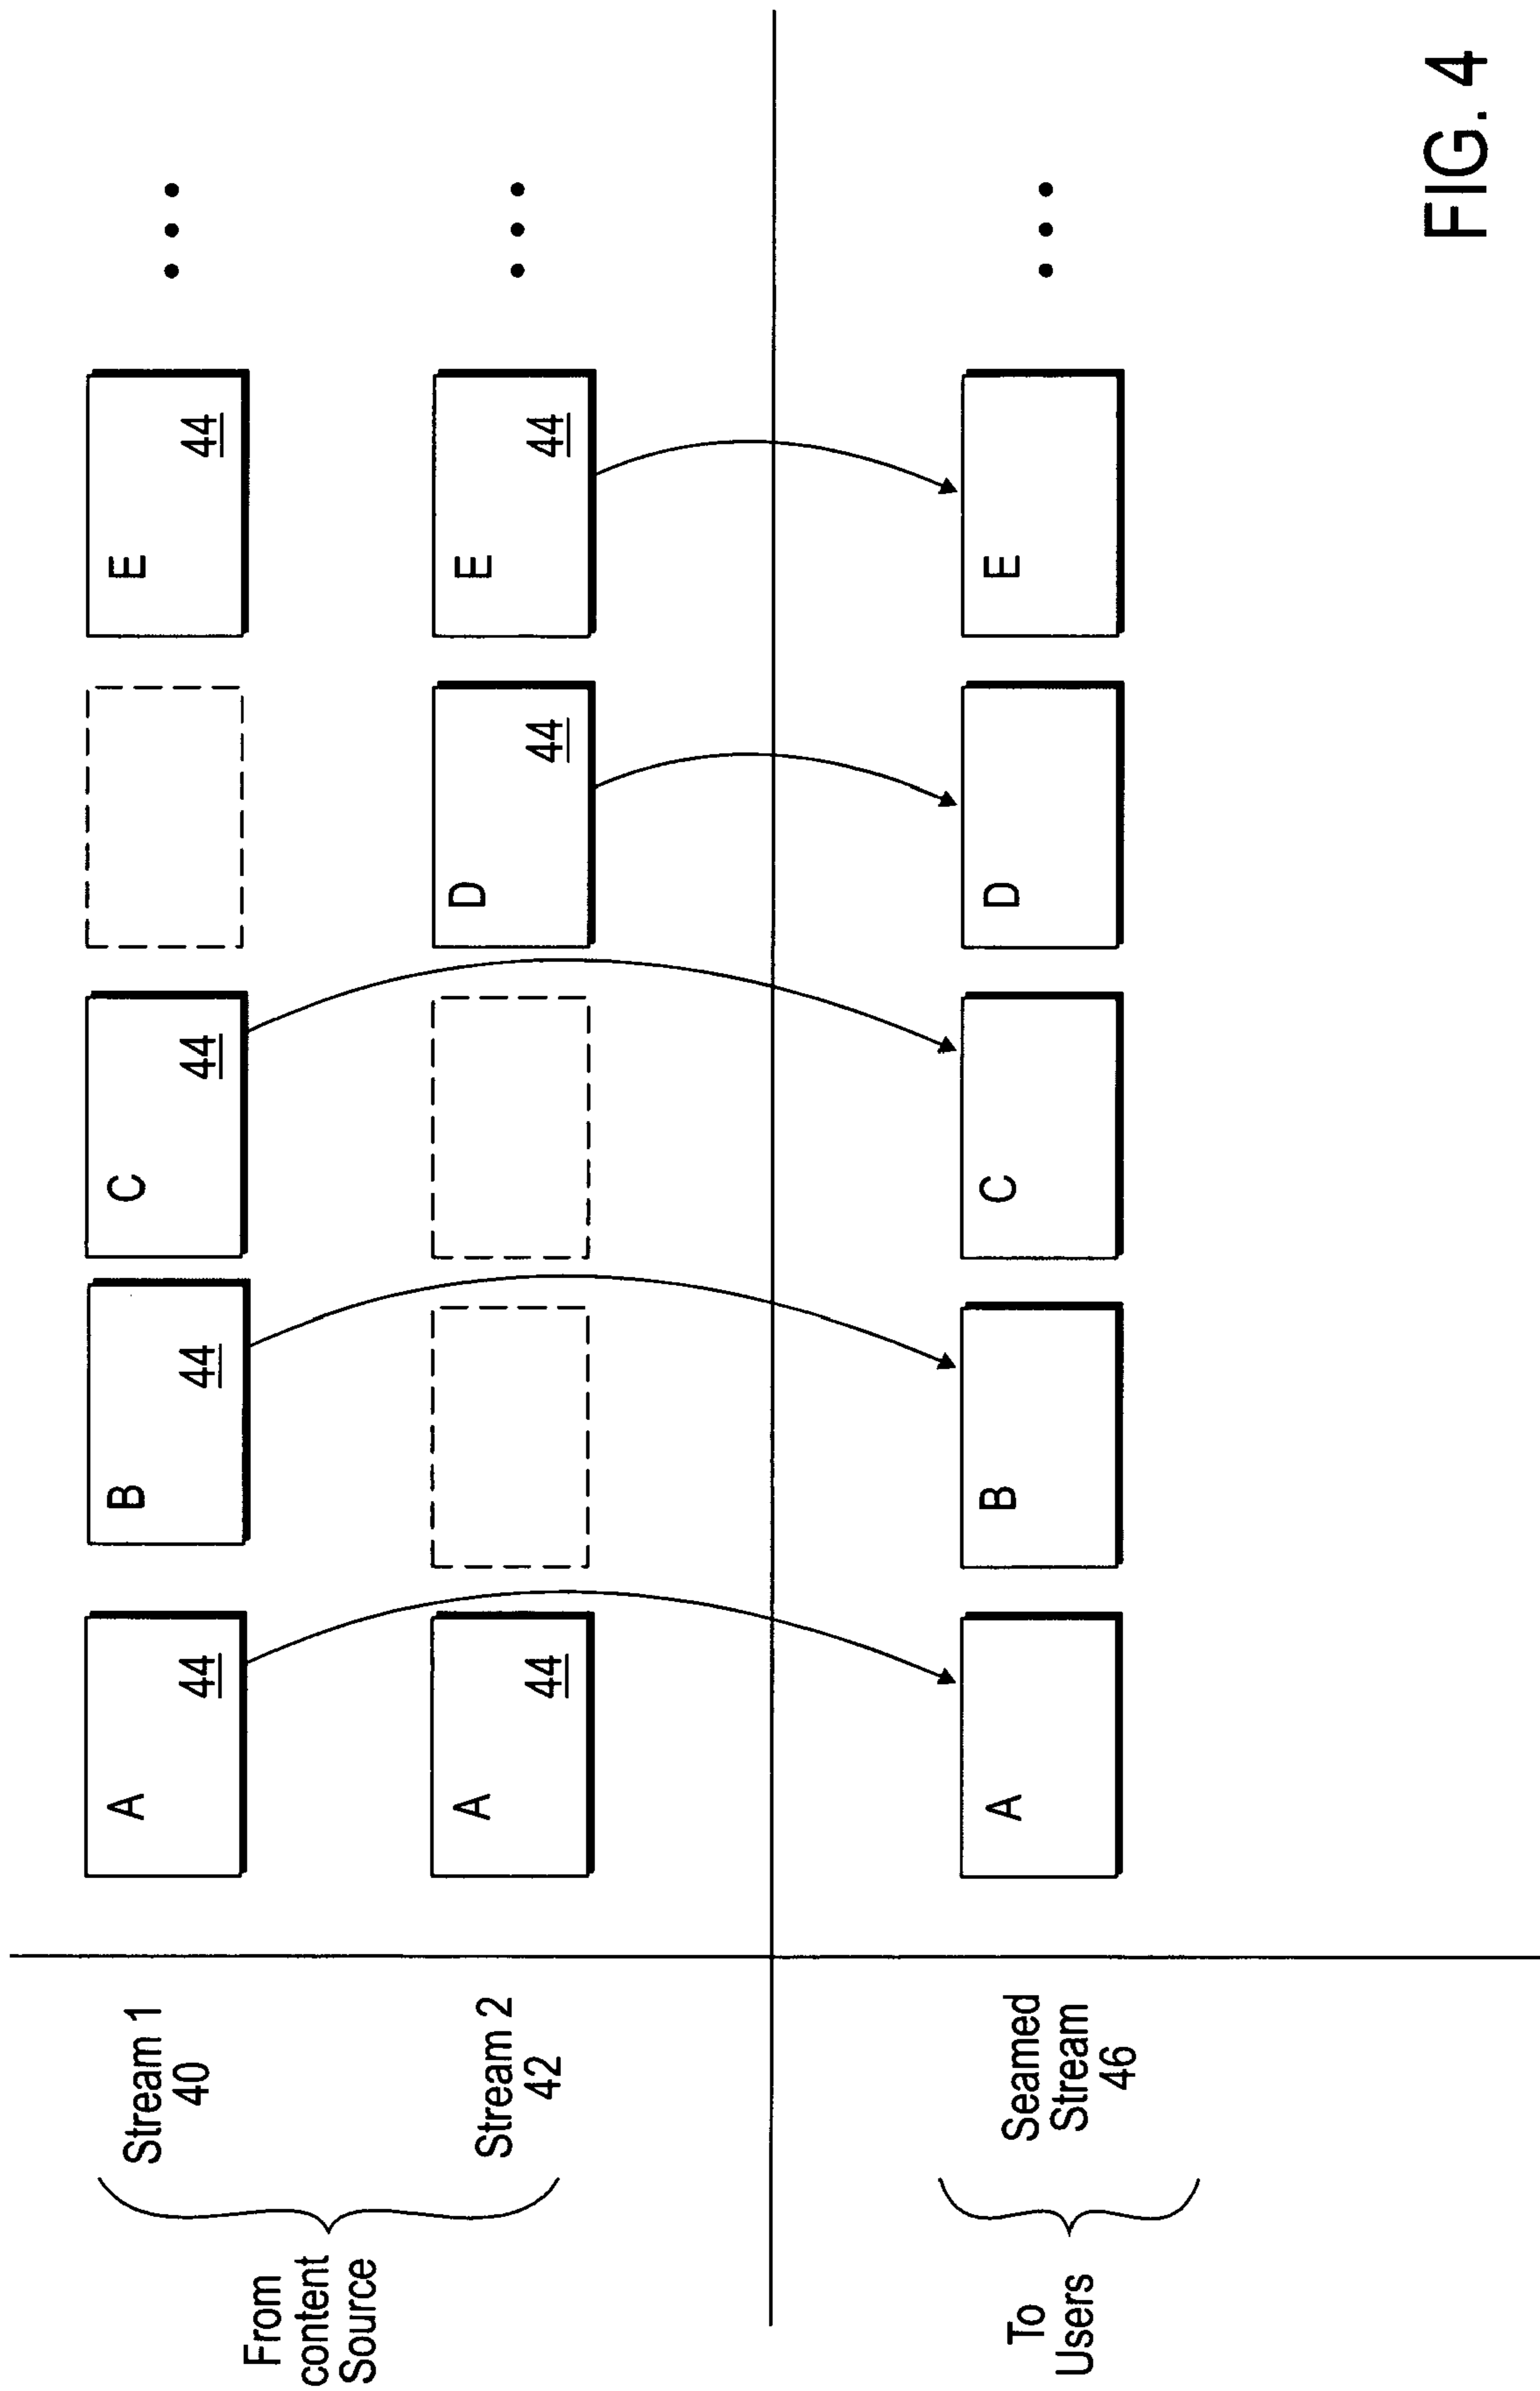 From
content
Source
Stream 1
40
A
44
B
44
C
44
E
44
Stream 2
42
A
44
D
44
E
44
To
Users
Seamed
Stream
46
A
B
C
D
E
FIG. 4